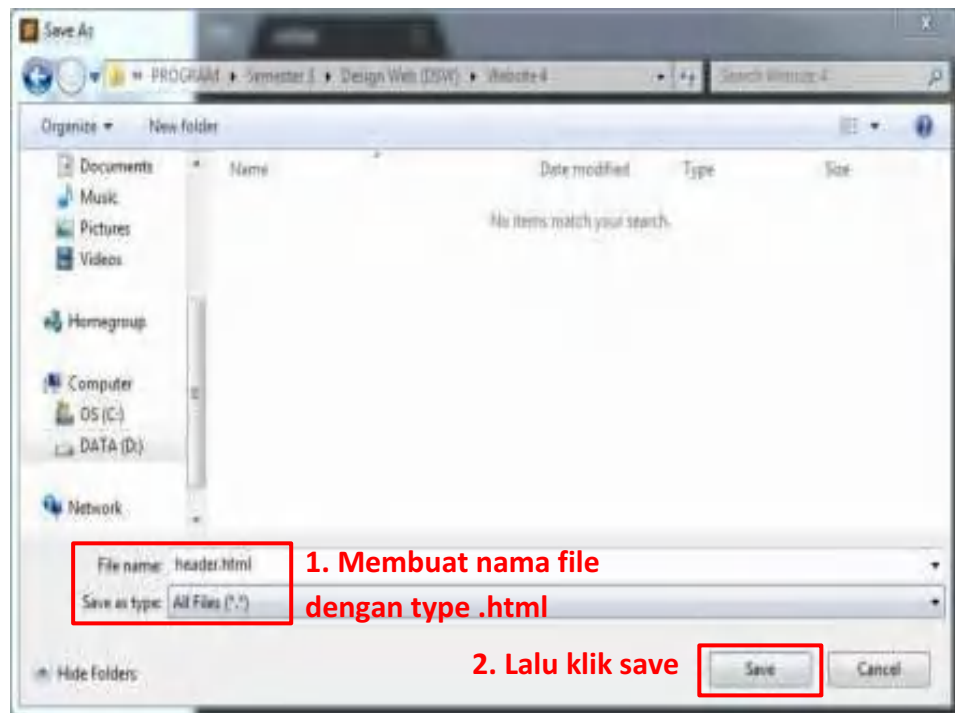 Save As
« PROGRAM ▸ Semester ▸ Design Web (DSW) ▸ Website 4
Search Website 4
Organize
New folder
Name
Date modified
Type
Size
No items match your search.
Documents
Music
Pictures
Videos
Homegroup
Computer
OS (C:)
DATA (D:)
Network
File name: header.html
1. Membuat nama file
Save as type: All Files (*.*)
dengan type .html
2. Lalu klik save
Hide Folders
Save
Cancel